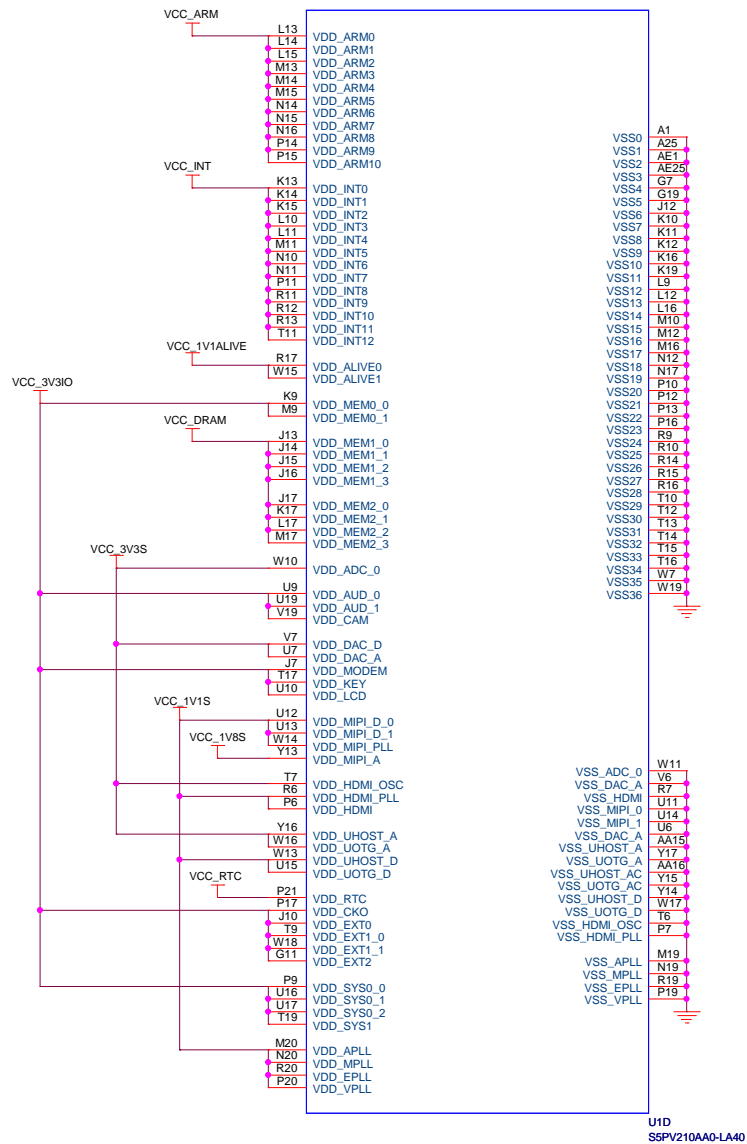 VCC_ARM
L13 VDD_ARM0
L14 VDD_ARM1
L15 VDD_ARM2
M13 VDD_ARM3
M14 VDD_ARM4
M15 VDD_ARM5
N14 VDD_ARM6
N15 VDD_ARM7
N16 VDD_ARM8
P14 VDD_ARM9
P15 VDD_ARM10
VCC_INT
K13 VDD_INT0
K14 VDD_INT1
K15 VDD_INT2
L10 VDD_INT3
L11 VDD_INT4
M11 VDD_INT5
N10 VDD_INT6
N11 VDD_INT7
P11 VDD_INT8
R11 VDD_INT9
R12 VDD_INT10
R13 VDD_INT11
T11 VDD_INT12
VCC_1V1ALIVE
R17 VDD_ALIVE0
W15 VDD_ALIVE1
VCC_3V3IO
K9 VDD_MEM0_0
M9 VDD_MEM0_1
VCC_DRAM
J13 VDD_MEM1_0
J14 VDD_MEM1_1
J15 VDD_MEM1_2
J16 VDD_MEM1_3
J17 VDD_MEM2_0
K17 VDD_MEM2_1
L17 VDD_MEM2_2
M17 VDD_MEM2_3
VCC_3V3S
W10 VDD_ADC_0
U9 VDD_AUD_0
U19 VDD_AUD_1
V19 VDD_CAM
V7 VDD_DAC_D
U7 VDD_DAC_A
J7 VDD_MODEM
T17 VDD_KEY
U10 VDD_LCD
VCC_1V1S
U12 VDD_MIPI_D_0
U13 VDD_MIPI_D_1
W14 VDD_MIPI_PLL
VCC_1V8S
Y13 VDD_MIPI_A
T7 VDD_HDMI_OSC
R6 VDD_HDMI_PLL
P6 VDD_HDMI
Y16 VDD_UHOST_A
W16 VDD_UOTG_A
W13 VDD_UHOST_D
U15 VDD_UOTG_D
VCC_RTC
P21 VDD_RTC
P17 VDD_CKO
J10 VDD_EXT0
T9 VDD_EXT1_0
W18 VDD_EXT1_1
G11 VDD_EXT2
P9 VDD_SYS0_0
U16 VDD_SYS0_1
U17 VDD_SYS0_2
T19 VDD_SYS1
M20 VDD_APLL
N20 VDD_MPLL
R20 VDD_EPLL
P20 VDD_VPLL
VSS0 A1
VSS1 A25
VSS2 AE1
VSS3 AE25
VSS4 G7
VSS5 G19
VSS6 J12
VSS7 K10
VSS8 K11
VSS9 K12
VSS10 K16
VSS11 K19
VSS12 L9
VSS13 L12
VSS14 L16
VSS15 M10
VSS16 M12
VSS17 M16
VSS18 N12
VSS19 N17
VSS20 P10
VSS21 P12
VSS22 P13
VSS23 P16
VSS24 R9
VSS25 R10
VSS26 R14
VSS27 R15
VSS28 R16
VSS29 T10
VSS30 T12
VSS31 T13
VSS32 T14
VSS33 T15
VSS34 T16
VSS35 W7
VSS36 W19
VSS_ADC_0 W11
VSS_DAC_A V6
VSS_HDMI R7
VSS_MIPI_0 U11
VSS_MIPI_1 U14
VSS_DAC_A U6
VSS_UHOST_A AA15
VSS_UOTG_A Y17
VSS_UHOST_AC AA16
VSS_UOTG_AC Y15
VSS_UHOST_D Y14
VSS_UOTG_D W17
VSS_HDMI_OSC T6
VSS_HDMI_PLL P7
VSS_APLL M19
VSS_MPLL N19
VSS_EPLL R19
VSS_VPLL P19
U1D
S5PV210AA0-LA40